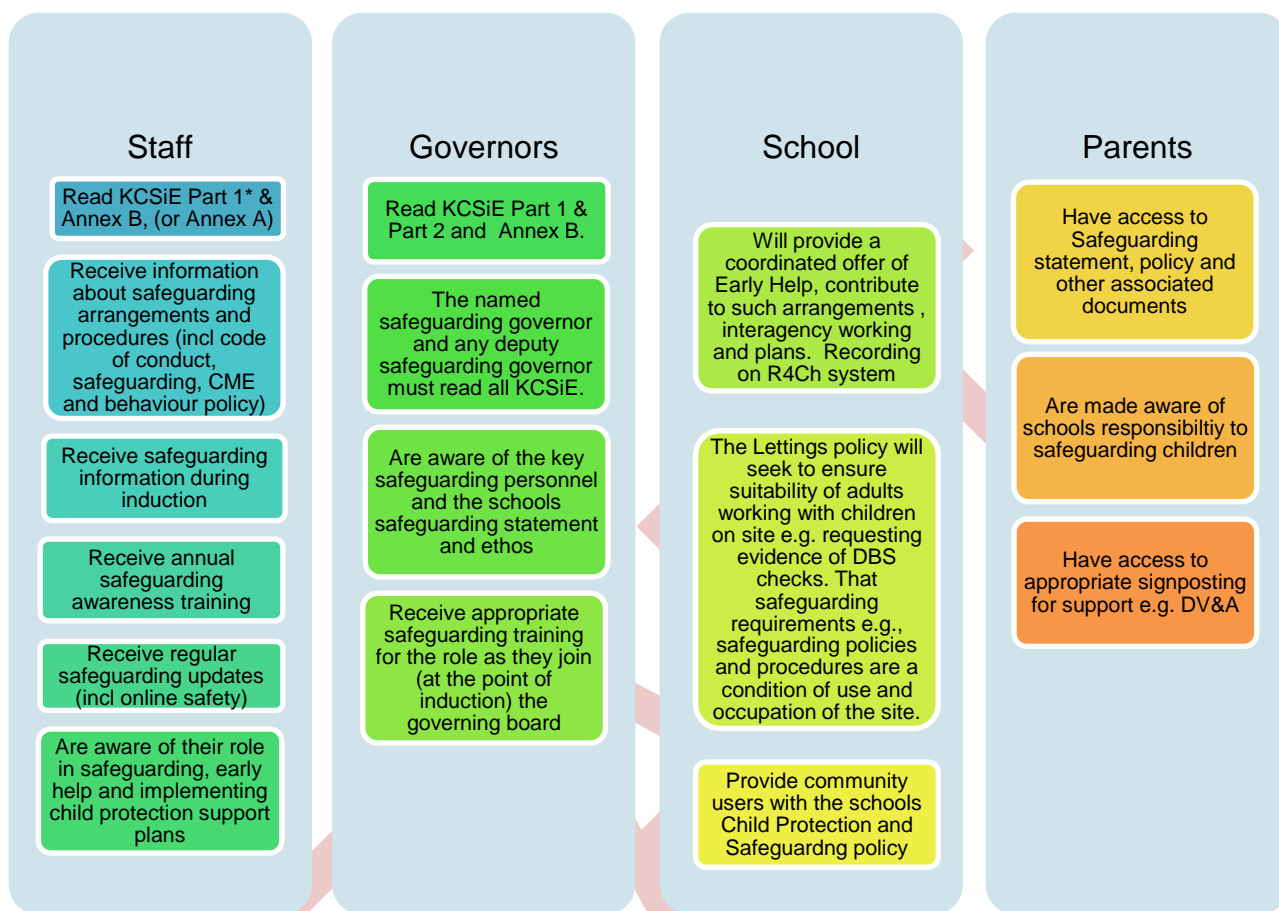 Staff
Read KCSiE Part 1* &
Annex B, (or Annex A)
Receive information
about safeguarding
arrangements and
procedures (incl code of
conduct,
safeguarding, CME
and behaviour policy)
Receive safeguarding
information during
induction
Receive annual
safeguarding
awareness training
Receive regular
safeguarding updates
(incl online safety)
Are aware of their role
in safeguarding, early
help and implementing
child protection support
plans
Governors
Read KCSiE Part 1 &
Part 2 and Annex B.
The named
safeguarding governor
and any deputy
safeguarding governor
must read all KCSiE.
Are aware of the key
safeguarding personnel
and the schools
safeguarding statement
and ethos
Receive appropriate
safeguarding training
for the role as they join
(at the point of
induction) the
governing board
School
Will provide a
coordinated offer of
Early Help, contribute
to such arrangements ,
interagency working
and plans. Recording
on R4Ch system
The Lettings policy will
seek to ensure
suitability of adults
working with children
on site e.g. requesting
evidence of DBS
checks. That
safeguarding
requirements e.g.,
safeguarding policies
and procedures are a
condition of use and
occupation of the site.
Provide community
users with the schools
Child Protection and
Safeguardng policy
Parents
Have access to
Safeguarding
statement, policy and
other associated
documents
Are made aware of
schools responsibiltiy to
safeguarding children
Have access to
appropriate signposting
for support e.g. DV&A